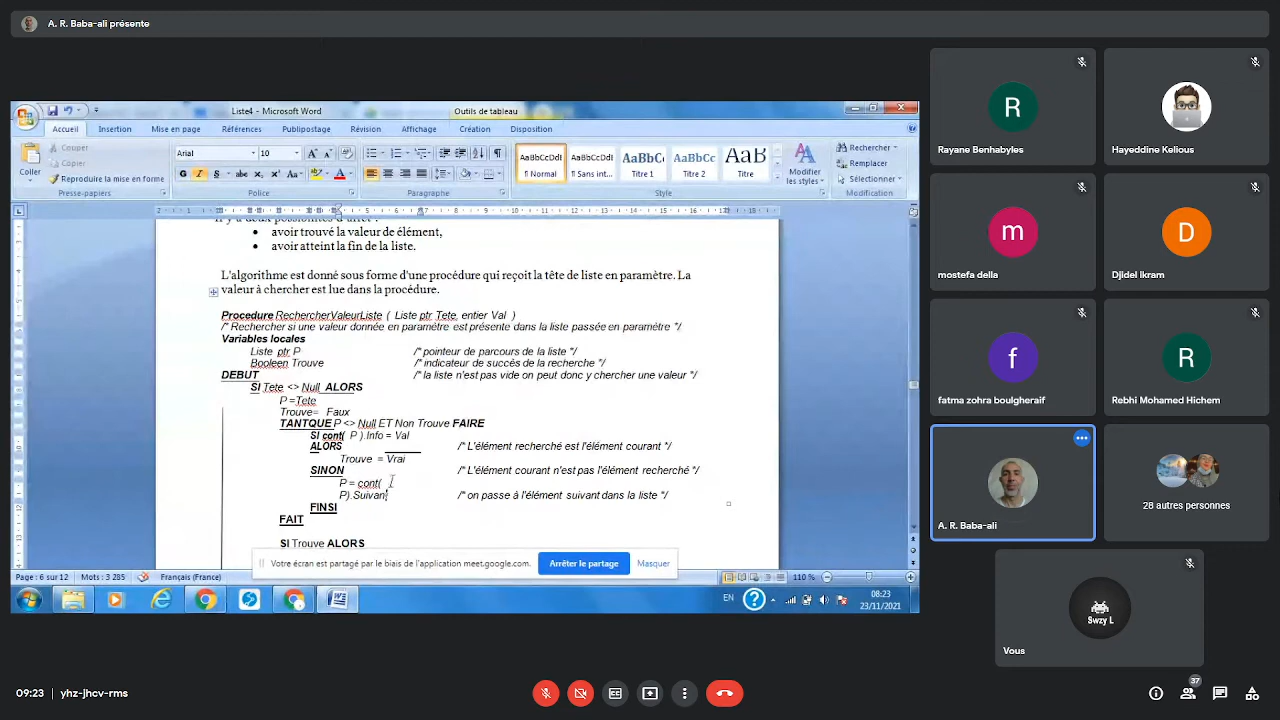 A. R. Baba-ali présente
Liste4 - Microsoft Word
Outils de tableau
Accueil Insertion Mise en page Références Publipostage Révision Affichage Création Disposition
Coller
Couper
Copier
Reproduire la mise en forme
Presse-papiers
Arial 10
Police
Paragraphe
AaBbCcDdI AaBbCcDdI AaBbC AaBbCc AaB
¶ Normal ¶ Sans int... Titre 1 Titre 2 Titre
Style
Modifier les styles
Rechercher
Remplacer
Sélectionner
Modification
Il y a deux possibilités d'arrêt :
• avoir trouvé la valeur de élément,
• avoir atteint la fin de la liste.
L'algorithme est donné sous forme d'une procédure qui reçoit la tête de liste en paramètre. La
valeur à chercher est lue dans la procédure.
Procedure RechercherValeurListe ( Liste ptr Tete, entier Val )
/* Rechercher si une valeur donnée en paramètre est présente dans la liste passée en paramètre */
Variables locales
Liste ptr P /* pointeur de parcours de la liste */
Booleen Trouve /* indicateur de succès de la recherche */
DEBUT /* la liste n'est pas vide on peut donc y chercher une valeur */
SI Tete <> Null ALORS
P =Tete
Trouve= Faux
TANTQUE P <> Null ET Non Trouve FAIRE
SI cont( P ).Info = Val
ALORS /* L'élément recherché est l'élément courant */
Trouve = Vrai
SINON /* L'élément courant n'est pas l'élément recherché */
P = cont(
P).Suivant /* on passe à l'élément suivant dans la liste */
FINSI
FAIT
SI Trouve ALORS
Votre écran est partagé par le biais de l'application meet.google.com.
Arrêter le partage
Masquer
Page : 6 sur 12 Mots : 3 285 Français (France) 110 %
EN
08:23
23/11/2021
R
Rayane Benhabyles
Hayeddine Kelious
m
mostefa della
D
Djidel Ikram
f
fatma zohra boulgheraif
R
Rebhi Mohamed Hichem
A. R. Baba-ali
28 autres personnes
Swzy L
Vous
09:23 yhz-jhcv-rms
37